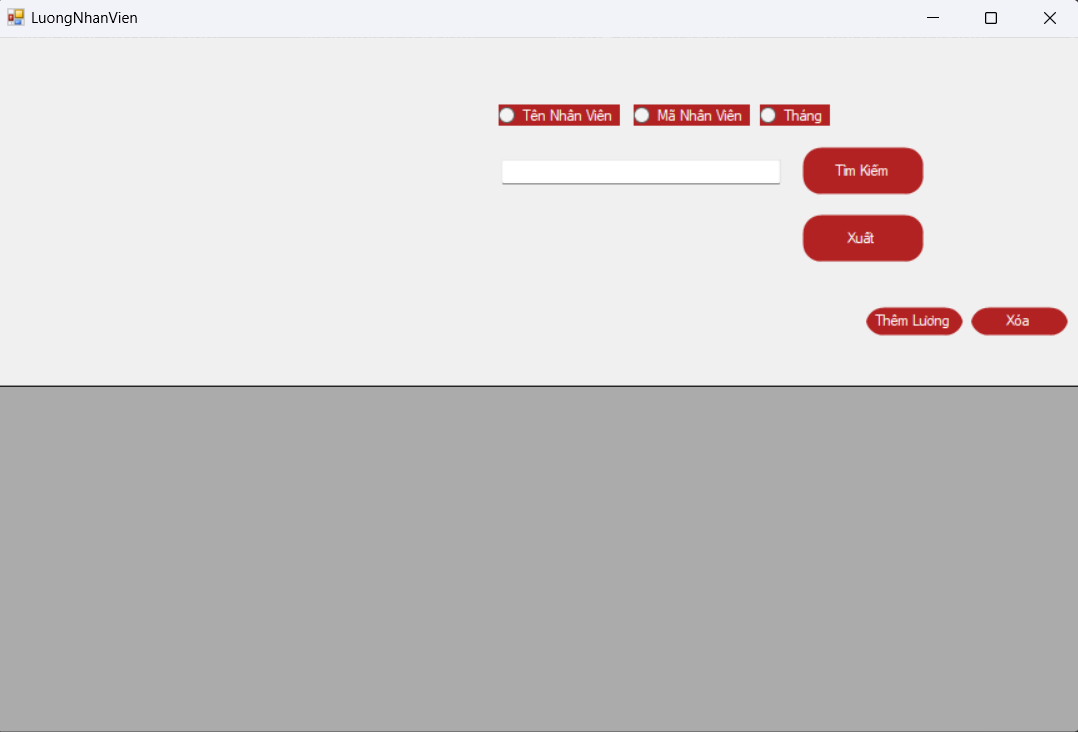 LuongNhanVien
Tên Nhân Viên Mã Nhân Viên Tháng
Tìm Kiếm
Xuất
Thêm Lương Xóa